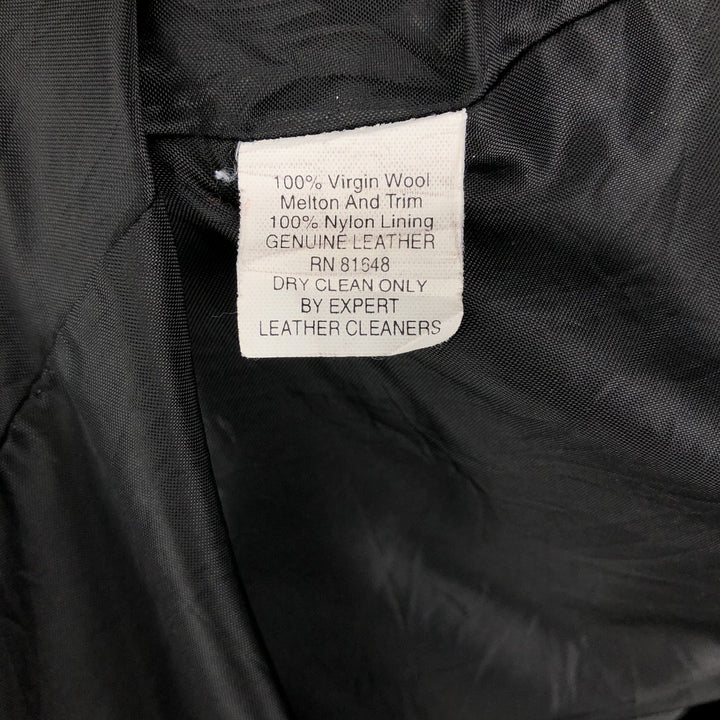 100% Virgin Wool
Melton And Trim
100% Nylon Lining
GENUINE LEATHER
RN 81648
DRY CLEAN ONLY
BY EXPERT
LEATHER CLEANERS